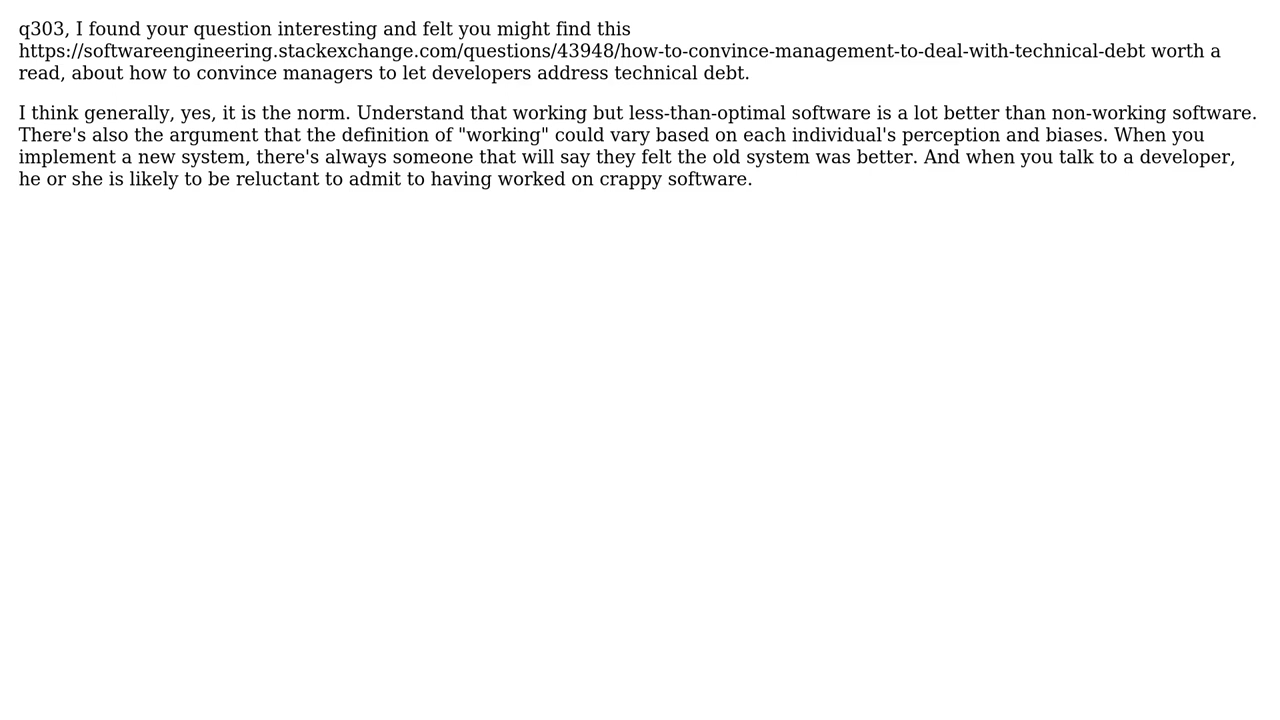 q303, I found your question interesting and felt you might find this
https://softwareengineering.stackexchange.com/questions/43948/how-to-convince-management-to-deal-with-technical-debt worth a
read, about how to convince managers to let developers address technical debt.
I think generally, yes, it is the norm. Understand that working but less-than-optimal software is a lot better than non-working software.
There's also the argument that the definition of "working" could vary based on each individual's perception and biases. When you
implement a new system, there's always someone that will say they felt the old system was better. And when you talk to a developer,
he or she is likely to be reluctant to admit to having worked on crappy software.